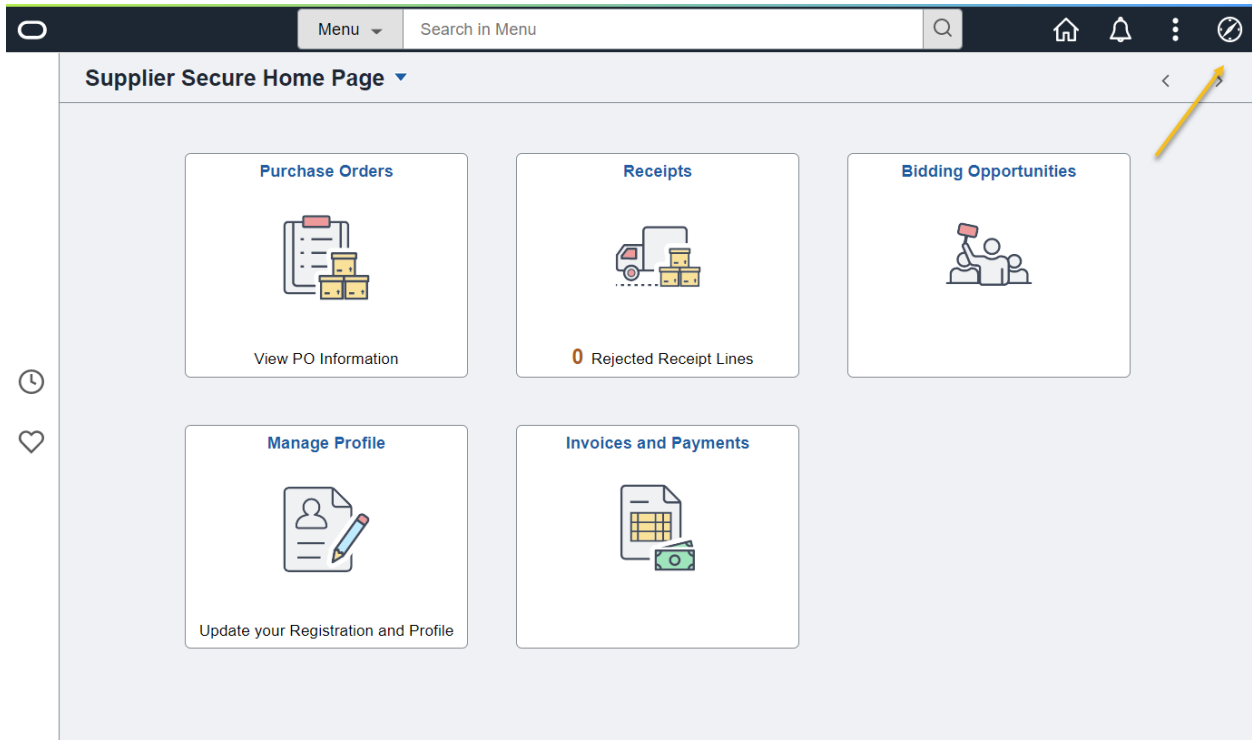 Menu
Search in Menu
Supplier Secure Home Page
Purchase Orders
View PO Information
Receipts
0 Rejected Receipt Lines
Bidding Opportunities
Manage Profile
Update your Registration and Profile
Invoices and Payments